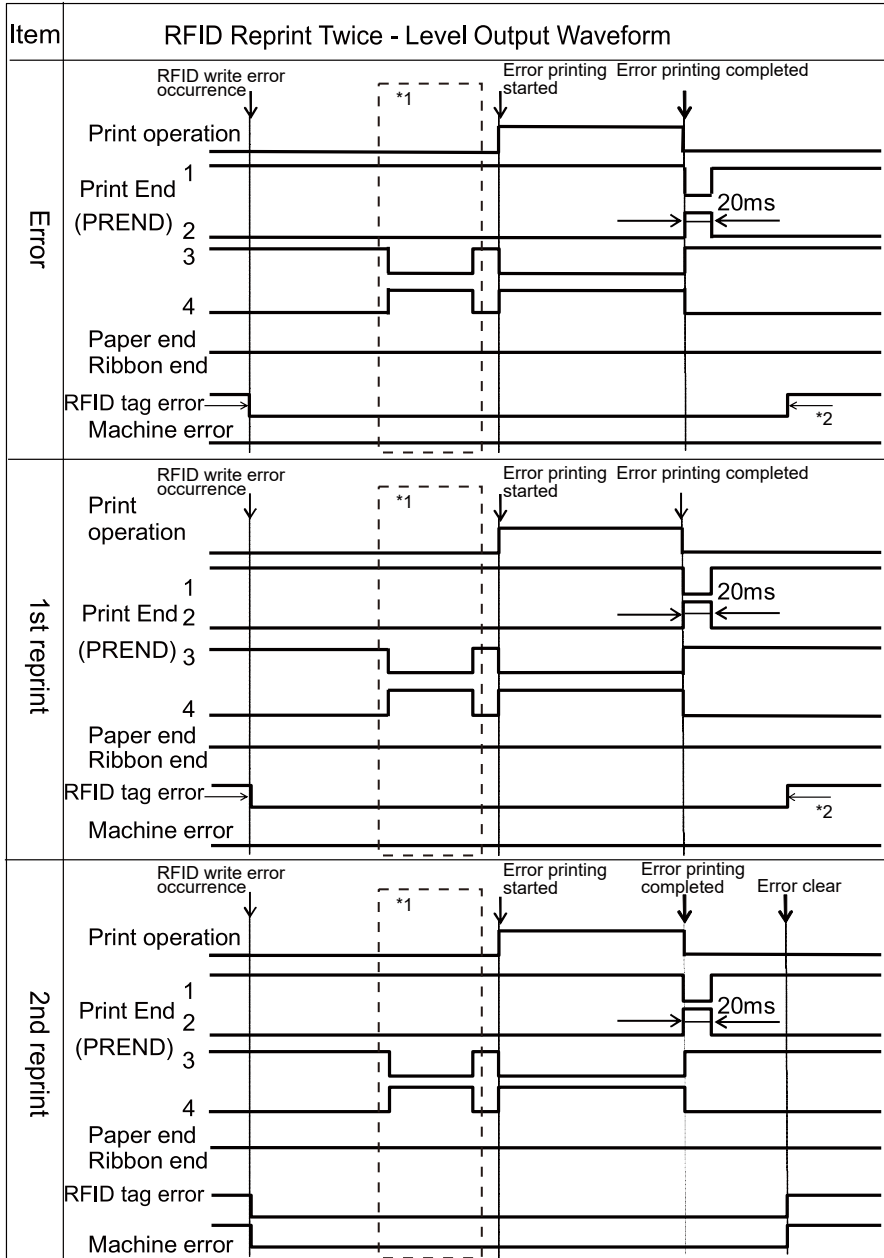 Item
RFID Reprint Twice - Level Output Waveform
Error
RFID write error
occurrence
*1
Error printing
started
Error printing completed
Print operation
1
Print End
(PREND)
2
20ms
3
4
Paper end
Ribbon end
RFID tag error
*2
Machine error
1st reprint
RFID write error
occurrence
*1
Error printing
started
Error printing completed
Print
operation
1
Print End 2
20ms
(PREND) 3
4
Paper end
Ribbon end
RFID tag error
*2
Machine error
2nd reprint
RFID write error
occurrence
*1
Error printing
started
Error printing
completed
Error clear
Print operation
1
Print End 2
20ms
(PREND) 3
4
Paper end
Ribbon end
RFID tag error
Machine error